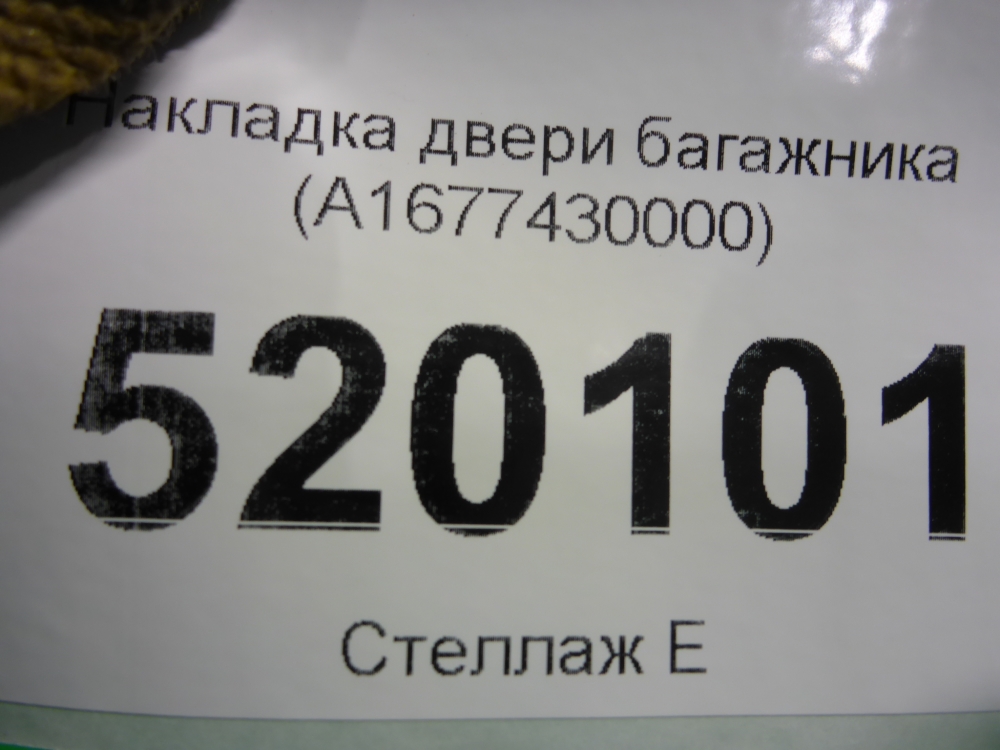 Накладка двери багажника
(A1677430000)
520101
Стеллаж Е